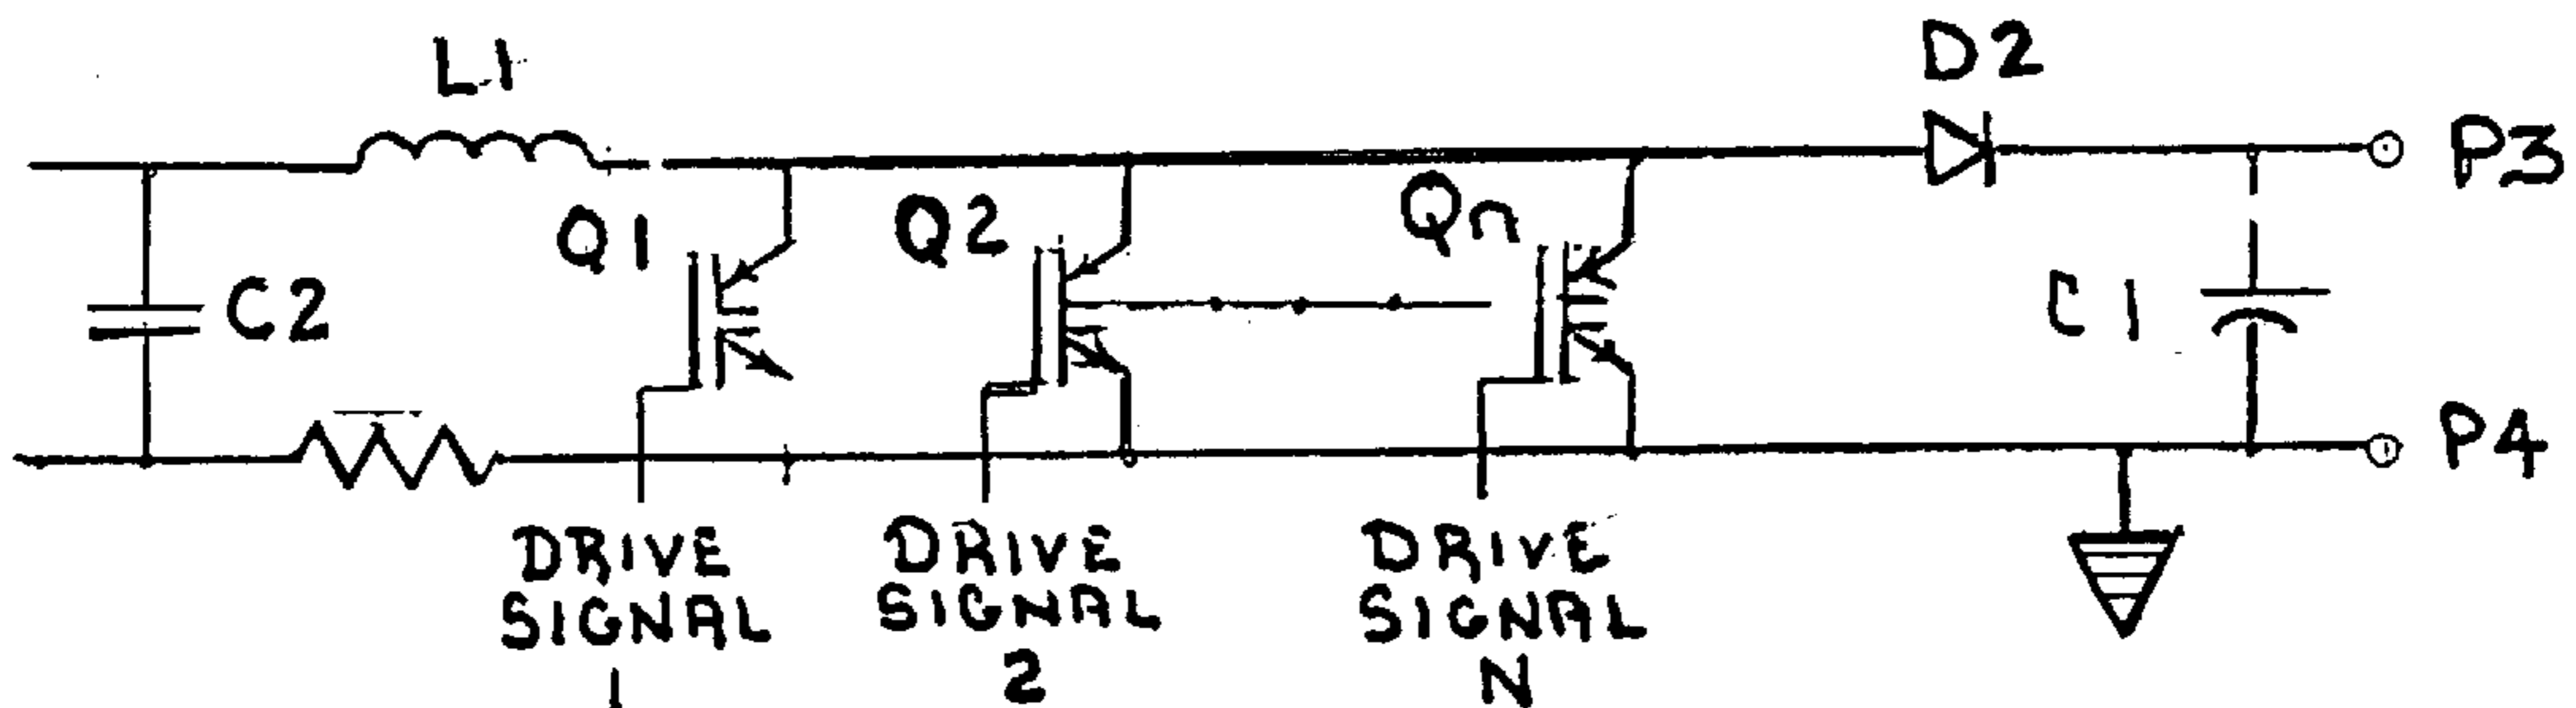 L1
D2
P3
Q1
Q2
Qn
C2
C1
P4
DRIVE
SIGNAL
1
DRIVE
SIGNAL
2
DRIVE
SIGNAL
N